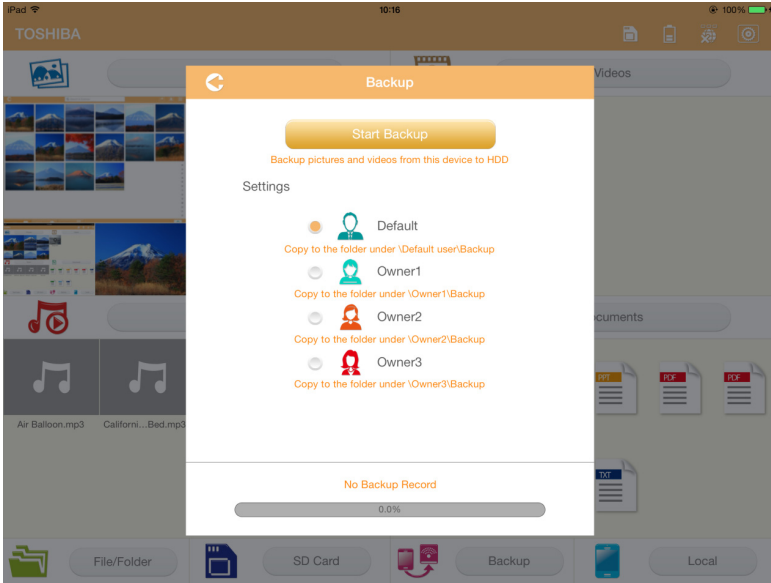 iPad
10:16
100%
TOSHIBA
Videos
Backup
Start Backup
Backup pictures and videos from this device to HDD
Settings
Default
Copy to the folder under \Default user\Backup
Owner1
Copy to the folder under \Owner1\Backup
Owner2
Copy to the folder under \Owner2\Backup
Owner3
Copy to the folder under \Owner3\Backup
cuments
PPT
PDF
PDF
Air Balloon.mp3
Californi...Bed.mp3
TXT
No Backup Record
0.0%
File/Folder
SD Card
Backup
Local